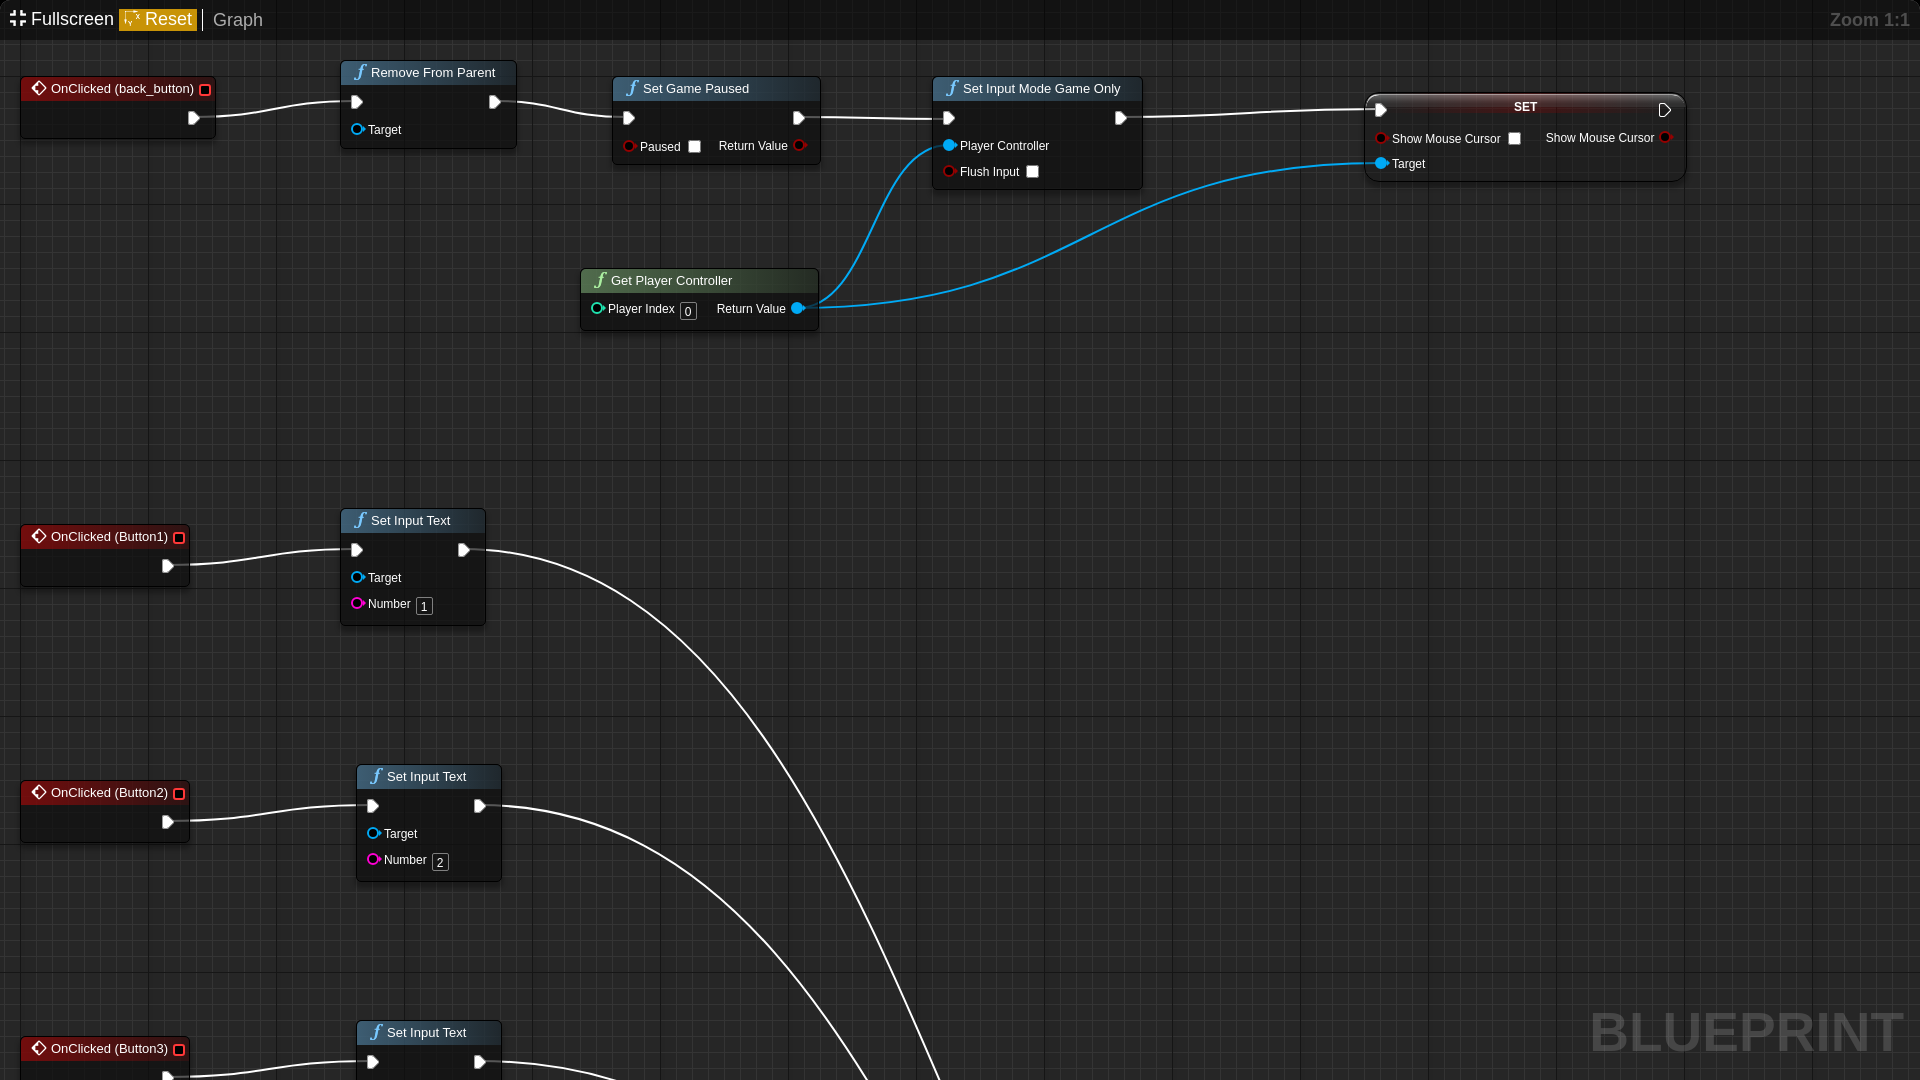 Fullscreen Reset Graph Zoom 1:1
OnClicked (back_button)
Remove From Parent
Target
Set Game Paused
Paused Return Value
Set Input Mode Game Only
Player Controller
Flush Input
SET
Show Mouse Cursor Show Mouse Cursor
Target
Get Player Controller
Player Index 0 Return Value
OnClicked (Button1)
Set Input Text
Target
Number 1
OnClicked (Button2)
Set Input Text
Target
Number 2
OnClicked (Button3)
Set Input Text
BLUEPRINT